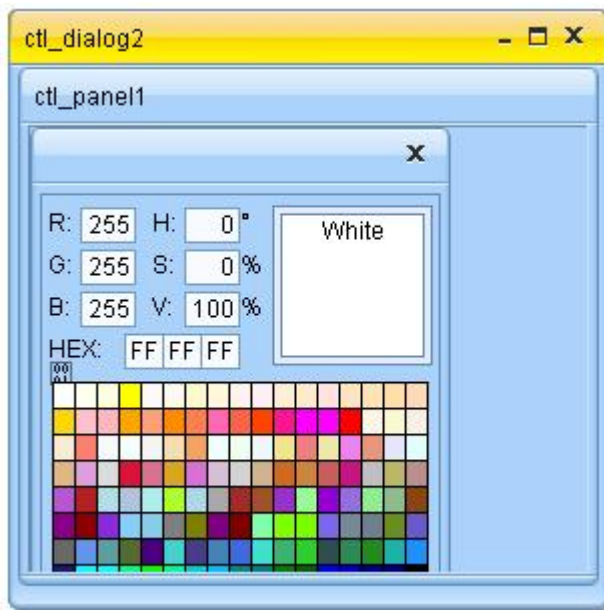 ctl_dialog2
ctl_panel1
R: 255 H: 0 °
G: 255 S: 0 %
B: 255 V: 100 %
HEX: FF FF FF
White